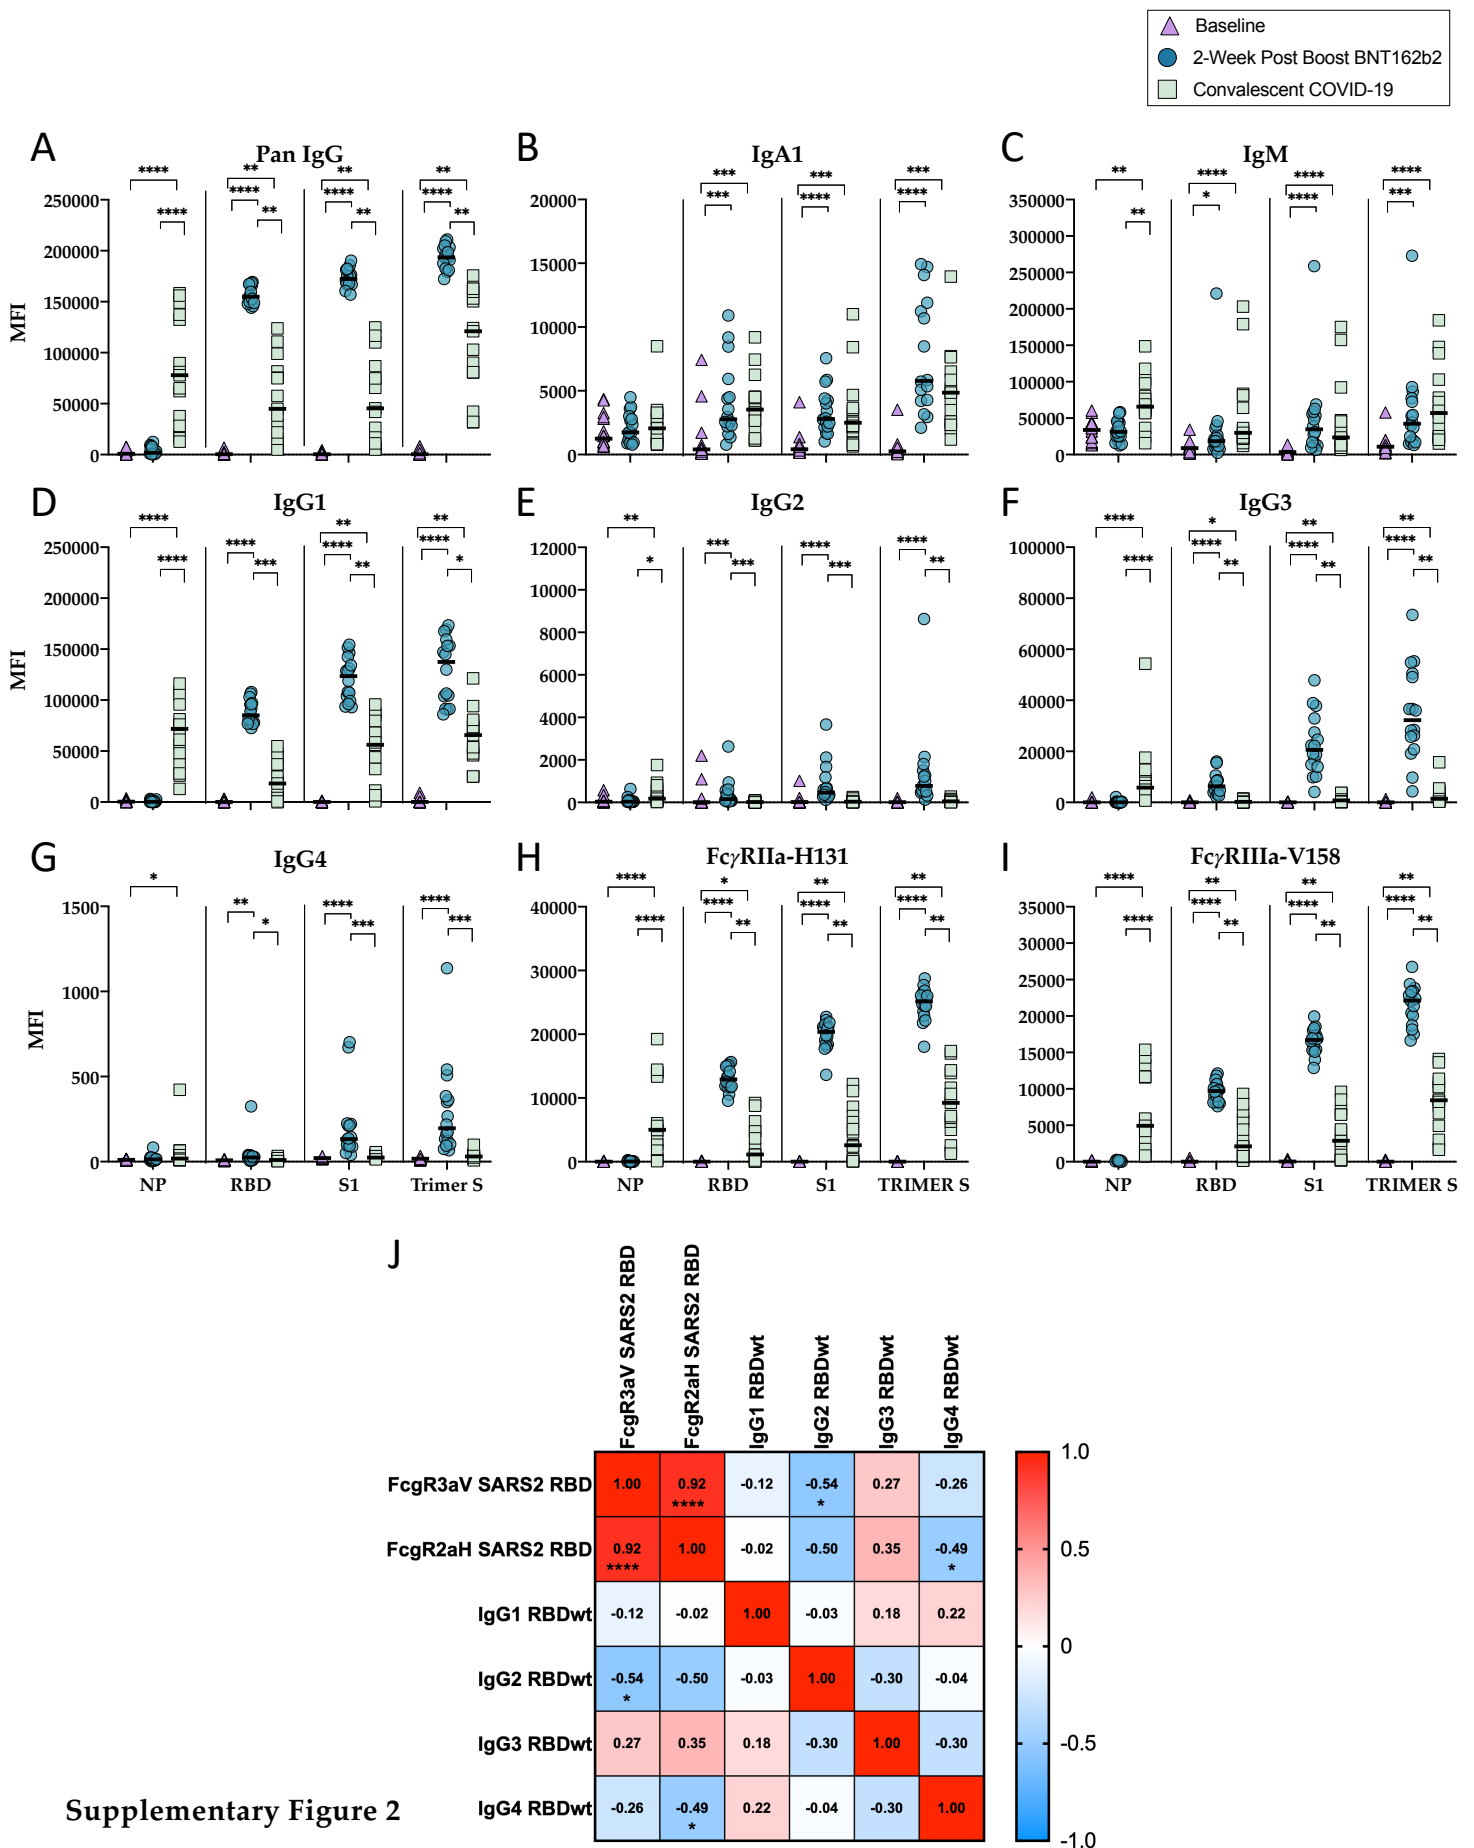 Baseline
2-Week Post Boost BNT162b2
Convalescent COVID-19
A
Pan IgG
MFI
250000
200000
150000
100000
50000
0
**** ****
** **** **
** **** **
** **** **
B
IgA1
20000
15000
10000
5000
0
*** ***
*** ****
*** ****
C
IgM
350000
300000
250000
200000
150000
100000
50000
0
** **
**** *
**** ****
**** ***
D
IgG1
MFI
250000
200000
150000
100000
50000
0
**** ****
**** ***
** **** **
** **** *
E
IgG2
12000
10000
8000
6000
4000
2000
0
** *
*** ***
**** ***
**** **
F
IgG3
100000
80000
60000
40000
20000
0
**** ****
* **** **
** **** **
** **** **
G
IgG4
MFI
1500
1000
500
0
*
** *
**** ***
**** ***
NP RBD S1 Trimer S
H
FcγRIIa-H131
40000
30000
20000
10000
0
**** ****
* **** **
** **** **
** **** **
NP RBD S1 TRIMER S
I
FcγRIIIa-V158
35000
30000
25000
20000
15000
10000
5000
0
**** ****
** **** **
** **** **
** **** **
NP RBD S1 TRIMER S
J
FcgR3aV SARS2 RBD
FcgR2aH SARS2 RBD
IgG1 RBDwt
IgG2 RBDwt
IgG3 RBDwt
IgG4 RBDwt
FcgR3aV SARS2 RBD 1.00 0.92 **** -0.12 -0.54 * 0.27 -0.26
FcgR2aH SARS2 RBD 0.92 **** 1.00 -0.02 -0.50 0.35 -0.49 *
IgG1 RBDwt -0.12 -0.02 1.00 -0.03 0.18 0.22
IgG2 RBDwt -0.54 * -0.50 -0.03 1.00 -0.30 -0.04
IgG3 RBDwt 0.27 0.35 0.18 -0.30 1.00 -0.30
IgG4 RBDwt -0.26 -0.49 * 0.22 -0.04 -0.30 1.00
1.0
0.5
0
-0.5
-1.0
Supplementary Figure 2